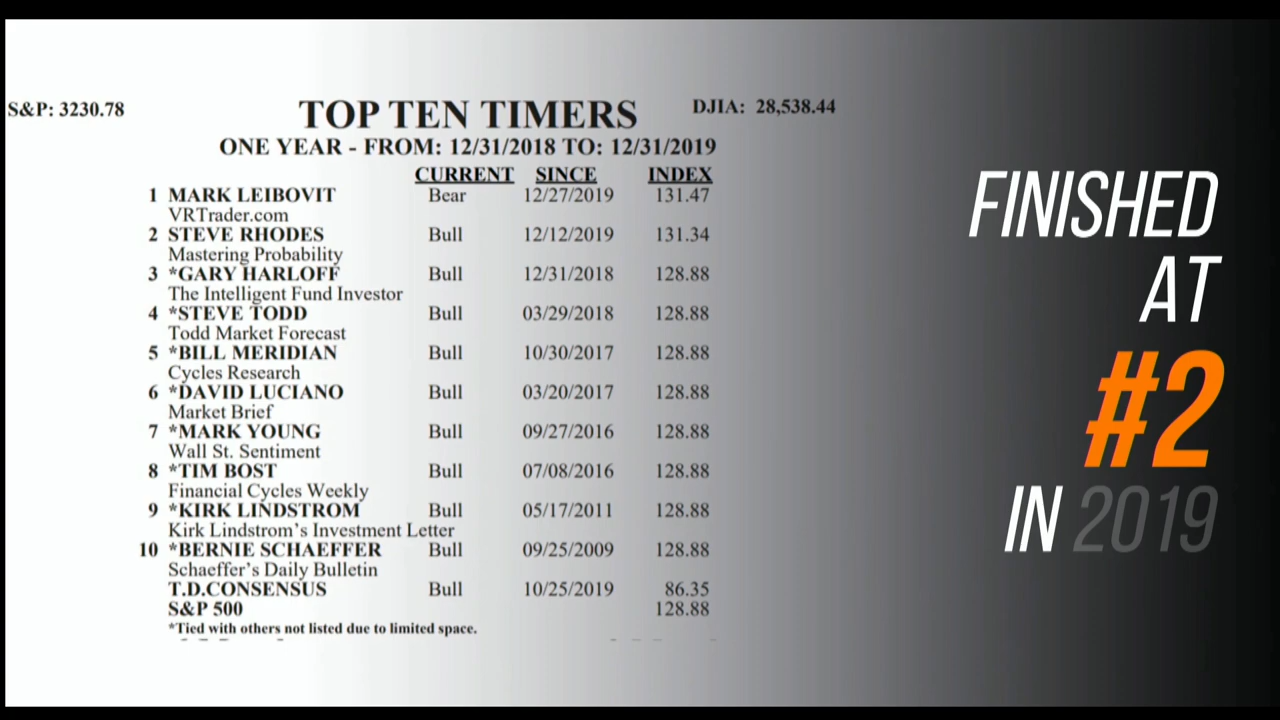 S&P: 3230.78
TOP TEN TIMERS
DJIA: 28,538.44
ONE YEAR - FROM: 12/31/2018 TO: 12/31/2019
CURRENT SINCE INDEX
1 MARK LEIBOVIT Bear 12/27/2019 131.47
VRTrader.com
2 STEVE RHODES Bull 12/12/2019 131.34
Mastering Probability
3 *GARY HARLOFF Bull 12/31/2018 128.88
The Intelligent Fund Investor
4 *STEVE TODD Bull 03/29/2018 128.88
Todd Market Forecast
5 *BILL MERIDIAN Bull 10/30/2017 128.88
Cycles Research
6 *DAVID LUCIANO Bull 03/20/2017 128.88
Market Brief
7 *MARK YOUNG Bull 09/27/2016 128.88
Wall St. Sentiment
8 *TIM BOST Bull 07/08/2016 128.88
Financial Cycles Weekly
9 *KIRK LINDSTROM Bull 05/17/2011 128.88
Kirk Lindstrom's Investment Letter
10 *BERNIE SCHAEFFER Bull 09/25/2009 128.88
Schaeffer's Daily Bulletin
T.D.CONSENSUS Bull 10/25/2019 86.35
S&P 500 128.88
*Tied with others not listed due to limited space.
FINISHED
AT
#2
IN 2019